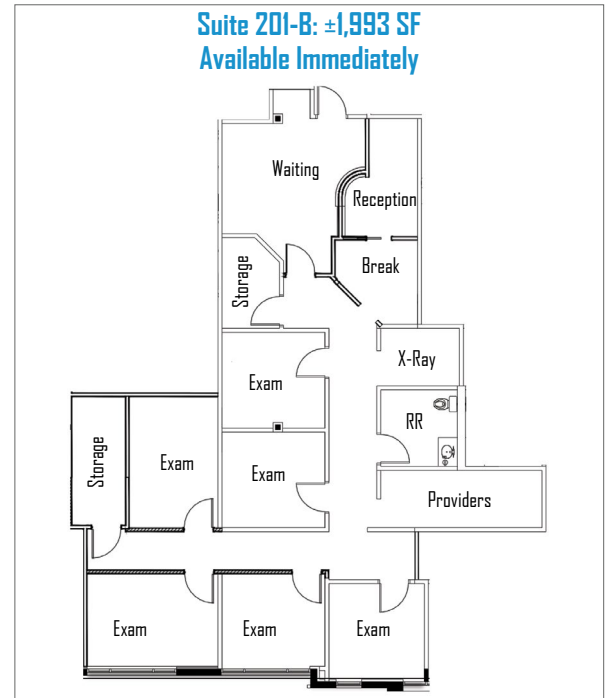 Suite 201-B: ±1,993 SF
Available Immediately
Waiting
Reception
Break
Storage
X-Ray
Exam
RR
Exam
Exam
Storage
Providers
Exam
Exam
Exam